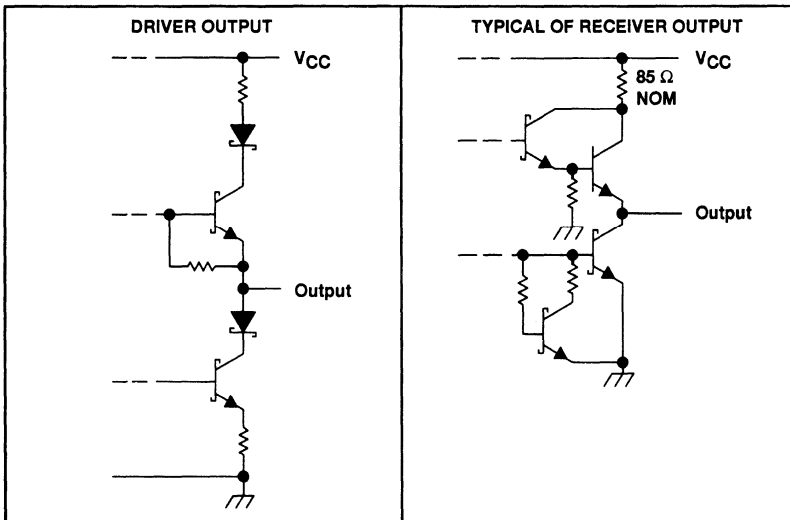 DRIVER OUTPUT
VCC
Output
TYPICAL OF RECEIVER OUTPUT
VCC
85 Ω
NOM
Output